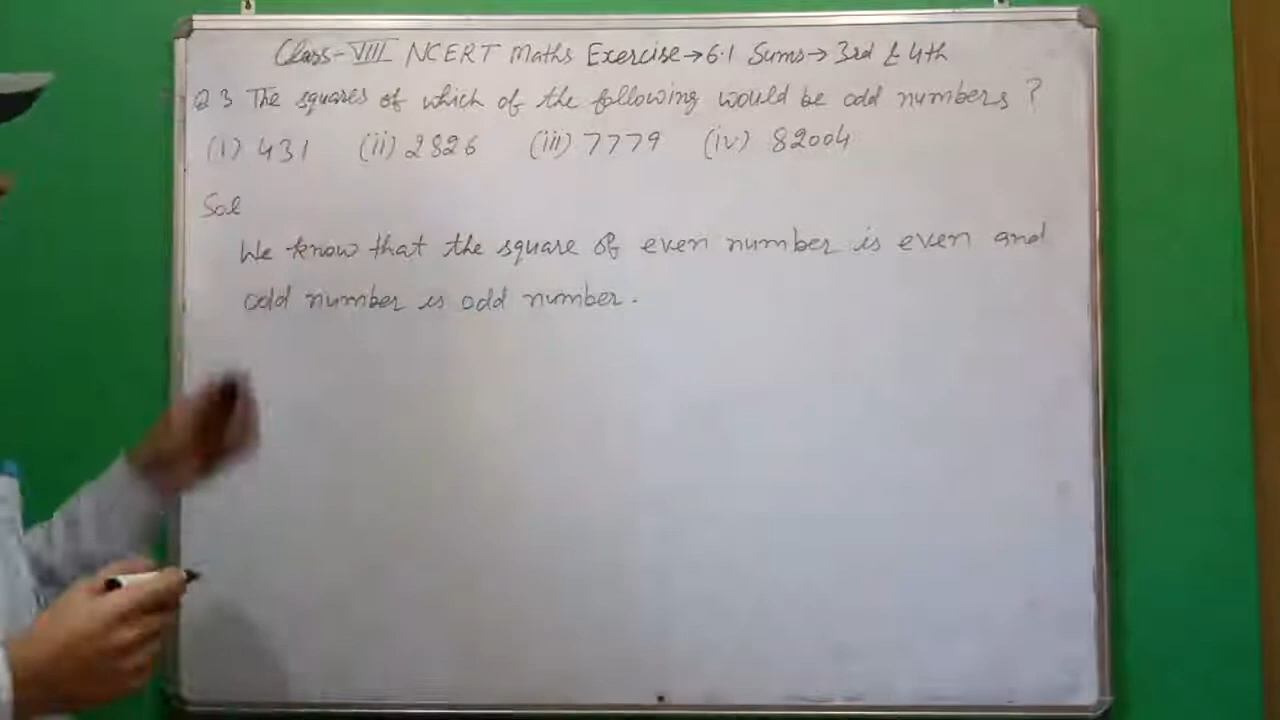 Class-VIII NCERT Maths Exercise→6.1 Sums→3rd & 4th
Q 3 The squares of which of the following would be odd numbers ?
(i) 431 (ii) 2826 (iii) 7779 (iv) 82004
Sol
We know that the square of even number is even and
odd number is odd number.